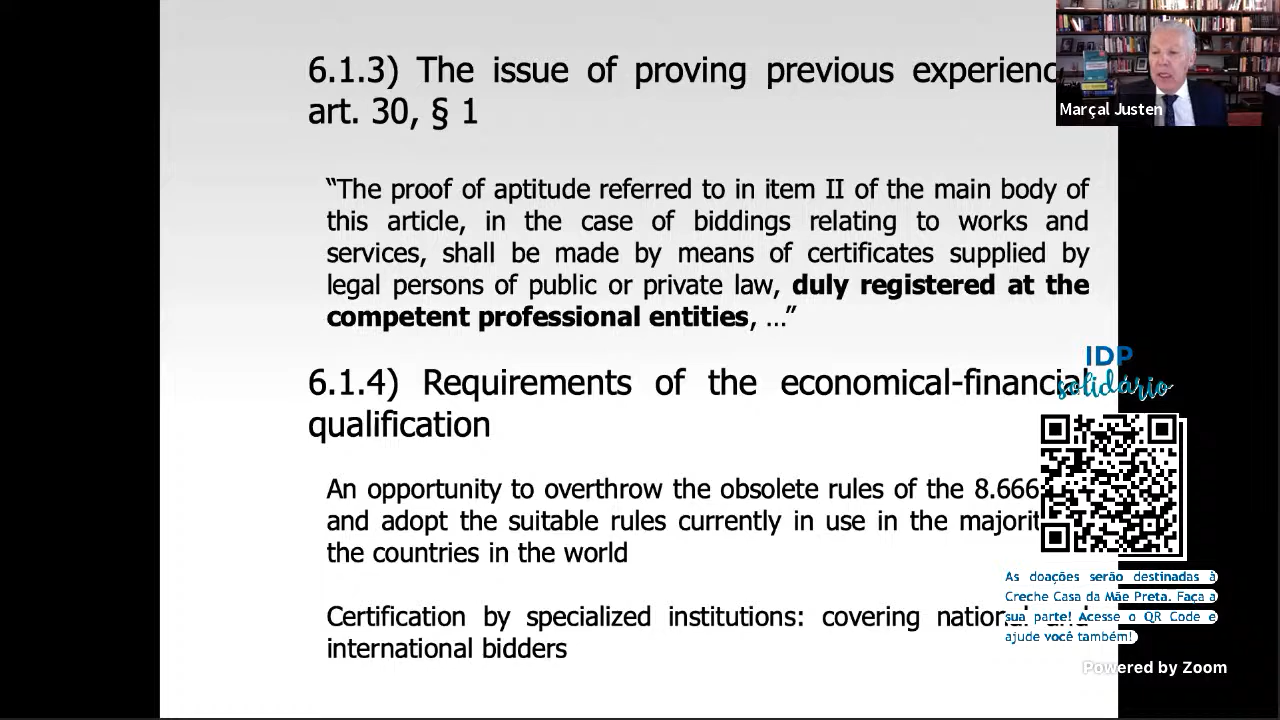 6.1.3) The issue of proving previous experienc
art. 30, § 1
Marçal Justen
“The proof of aptitude referred to in item II of the main body of
this article, in the case of biddings relating to works and
services, shall be made by means of certificates supplied by
legal persons of public or private law, duly registered at the
competent professional entities, …”
6.1.4) Requirements of the economical-financial
qualification
An opportunity to overthrow the obsolete rules of the 8.666
and adopt the suitable rules currently in use in the majorit
the countries in the world
Certification by specialized institutions: covering national and
international bidders
IDP
solidário
As doações serão destinadas à
Creche Casa da Mãe Preta. Faça a
sua parte! Acesse o QR Code e
ajude você também!
Powered by Zoom